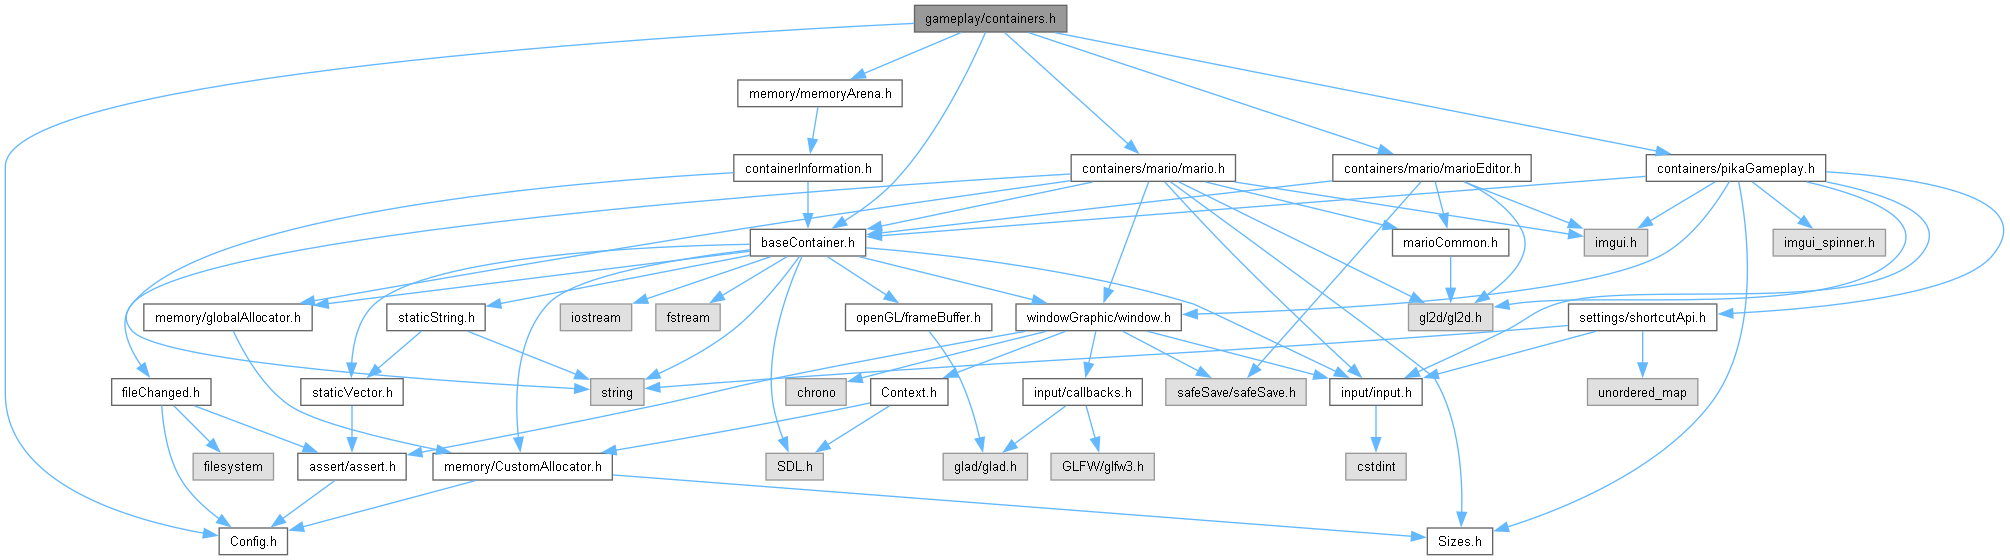 gameplay/containers.h
memory/memoryArena.h
containerInformation.h
containers/mario/mario.h
containers/mario/marioEditor.h
containers/pikaGameplay.h
baseContainer.h
marioCommon.h
imgui.h
imgui_spinner.h
memory/globalAllocator.h
staticString.h
iostream
fstream
openGL/frameBuffer.h
windowGraphic/window.h
gl2d/gl2d.h
settings/shortcutApi.h
fileChanged.h
staticVector.h
string
chrono
Context.h
input/callbacks.h
safeSave/safeSave.h
input/input.h
unordered_map
filesystem
assert/assert.h
memory/CustomAllocator.h
SDL.h
glad/glad.h
GLFW/glfw3.h
cstdint
Config.h
Sizes.h